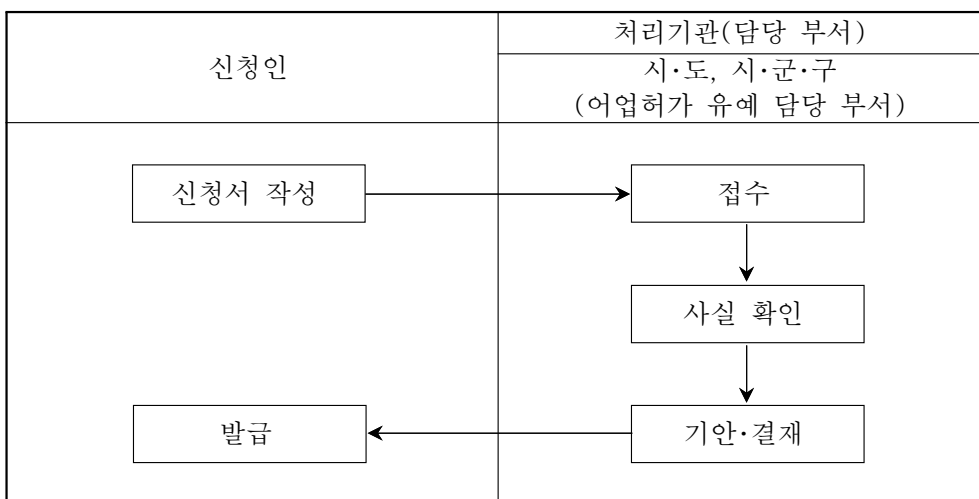 신청인
처리기관(담당 부서)
시·도, 시·군·구
(어업허가 유예 담당 부서)
신청서 작성
접수
사실 확인
발급
기안·결재